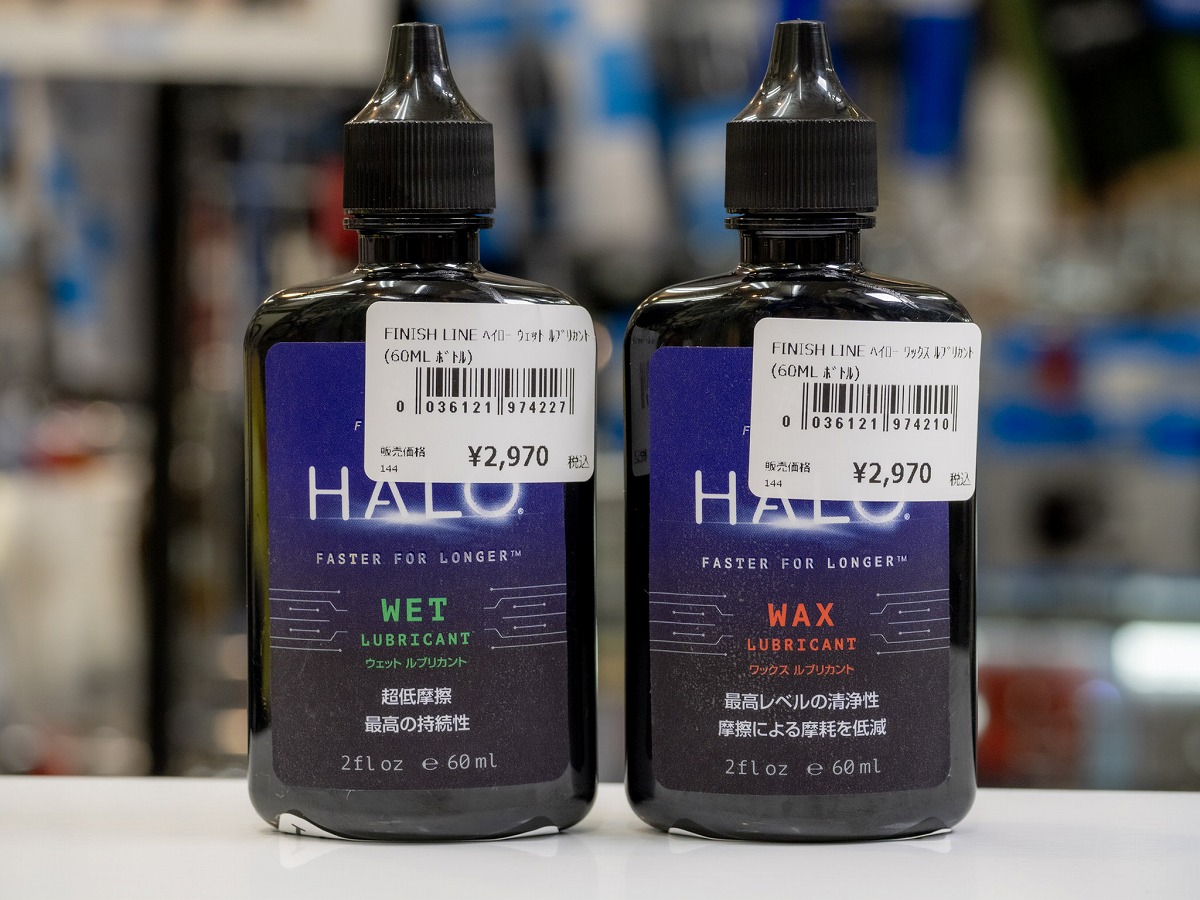 FINISH LINE ﾍｲﾛｰ ｳｪｯﾄ ﾙﾌﾞﾘｶﾝﾄ
(60ML ﾎﾞﾄﾙ)
0 036121 974227
販売価格
¥2,970 税込
144
F
HALO®
FASTER FOR LONGER™
WET
LUBRICANT
ウェット ルブリカント
超低摩擦
最高の持続性
2fl oz ℮ 60 ml
FINISH LINE ﾍｲﾛｰ ﾜｯｸｽ ﾙﾌﾞﾘｶﾝﾄ
(60ML ﾎﾞﾄﾙ)
0 036121 974210
販売価格
¥2,970 税込
144
F
HALO®
FASTER FOR LONGER™
WAX
LUBRICANT
ワックス ルブリカント
最高レベルの清浄性
摩擦による摩耗を低減
2fl oz ℮ 60 ml